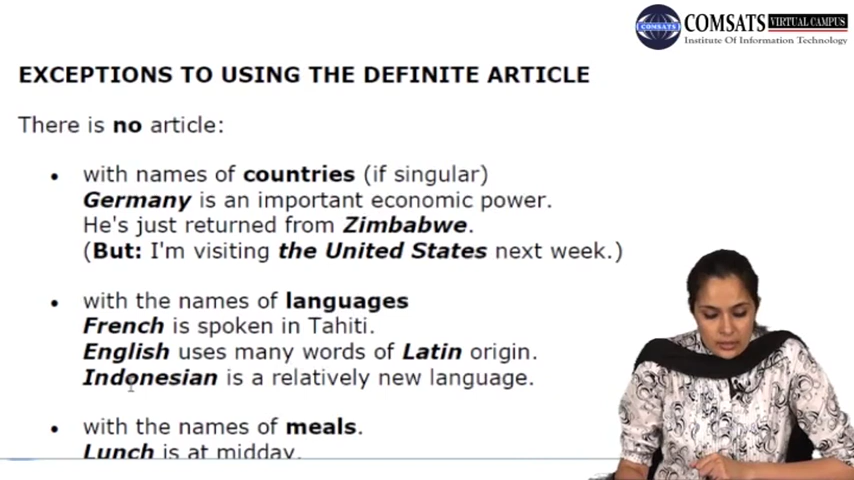 COMSATS
COMSATS VIRTUAL CAMPUS
Institute Of Information Technology
EXCEPTIONS TO USING THE DEFINITE ARTICLE
There is no article:
• with names of countries (if singular)
Germany is an important economic power.
He's just returned from Zimbabwe.
(But: I'm visiting the United States next week.)
• with the names of languages
French is spoken in Tahiti.
English uses many words of Latin origin.
Indonesian is a relatively new language.
• with the names of meals.
Lunch is at midday.